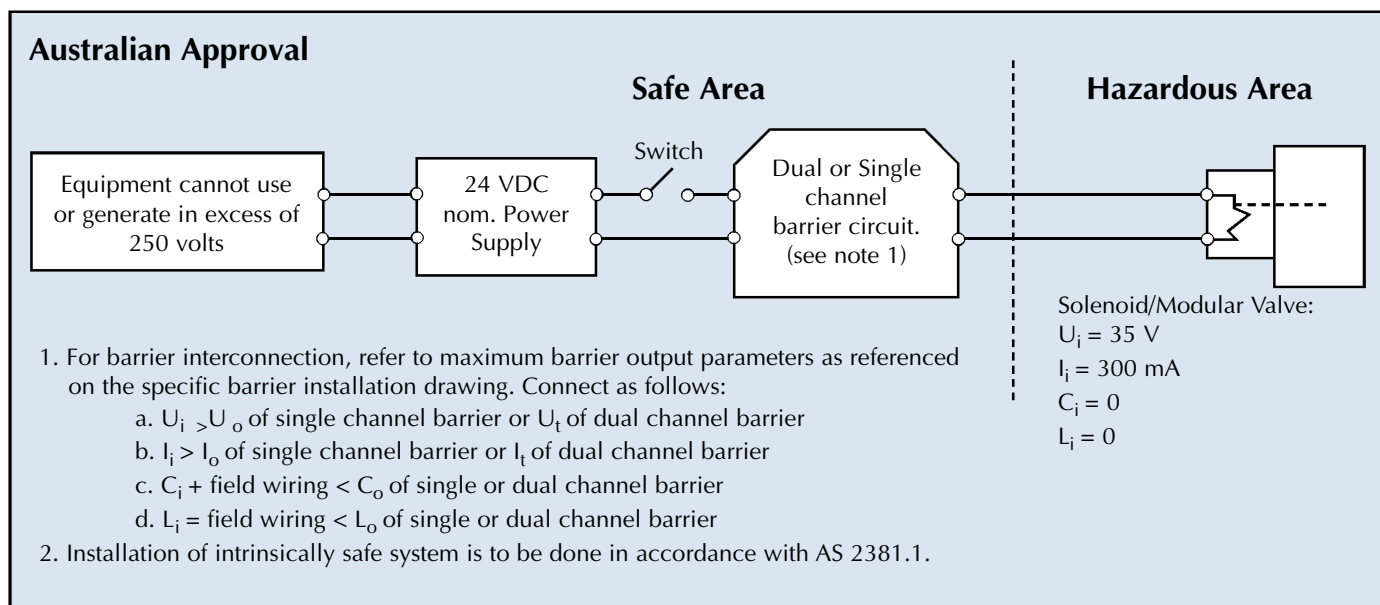 Australian Approval
Safe Area
Hazardous Area
Switch
Equipment cannot use
or generate in excess of
250 volts
24 VDC
nom. Power
Supply
Dual or Single
channel
barrier circuit.
(see note 1)
Solenoid/Modular Valve:
Ui = 35 V
Ii = 300 mA
Ci = 0
Li = 0
1. For barrier interconnection, refer to maximum barrier output parameters as referenced
on the specific barrier installation drawing. Connect as follows:
a. Ui >Uo of single channel barrier or Ut of dual channel barrier
b. Ii > Io of single channel barrier or It of dual channel barrier
c. Ci + field wiring < Co of single or dual channel barrier
d. Li = field wiring < Lo of single or dual channel barrier
2. Installation of intrinsically safe system is to be done in accordance with AS 2381.1.